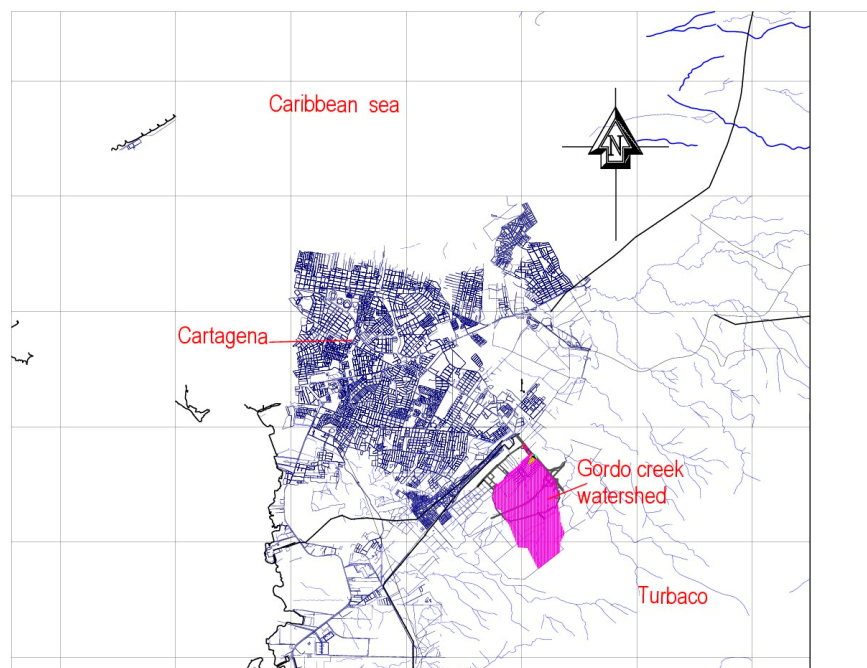 Caribbean sea
N
Cartagena
Gordo creek
watershed
Turbaco